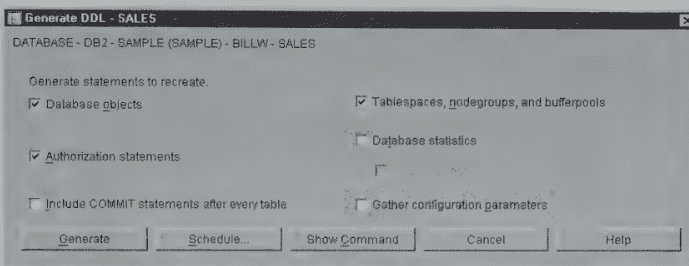 Generate DDL - SALES
DATABASE - DB2 - SAMPLE (SAMPLE) - BILLW - SALES
Generate statements to recreate.
Database objects
Tablespaces, nodegroups, and bufferpools
Database statistics
Authorization statements
Include COMMIT statements after every table
Gather configuration parameters
Generate
Schedule...
Show Command
Cancel
Help